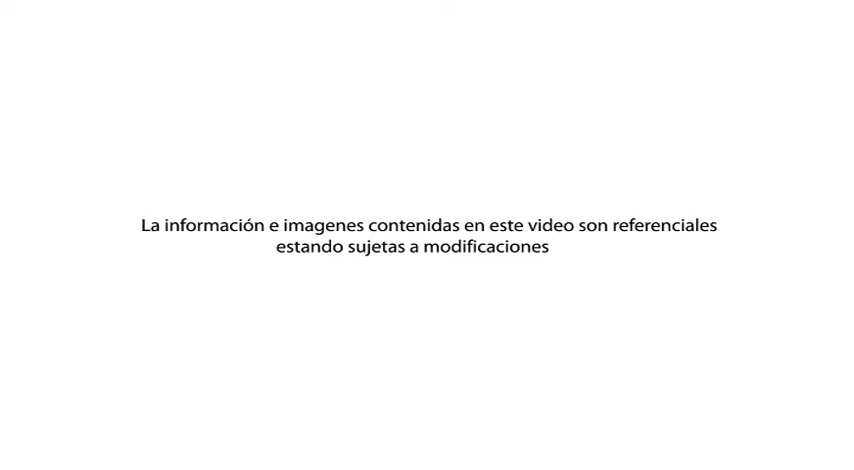 La información e imagenes contenidas en este video son referenciales
estando sujetas a modificaciones